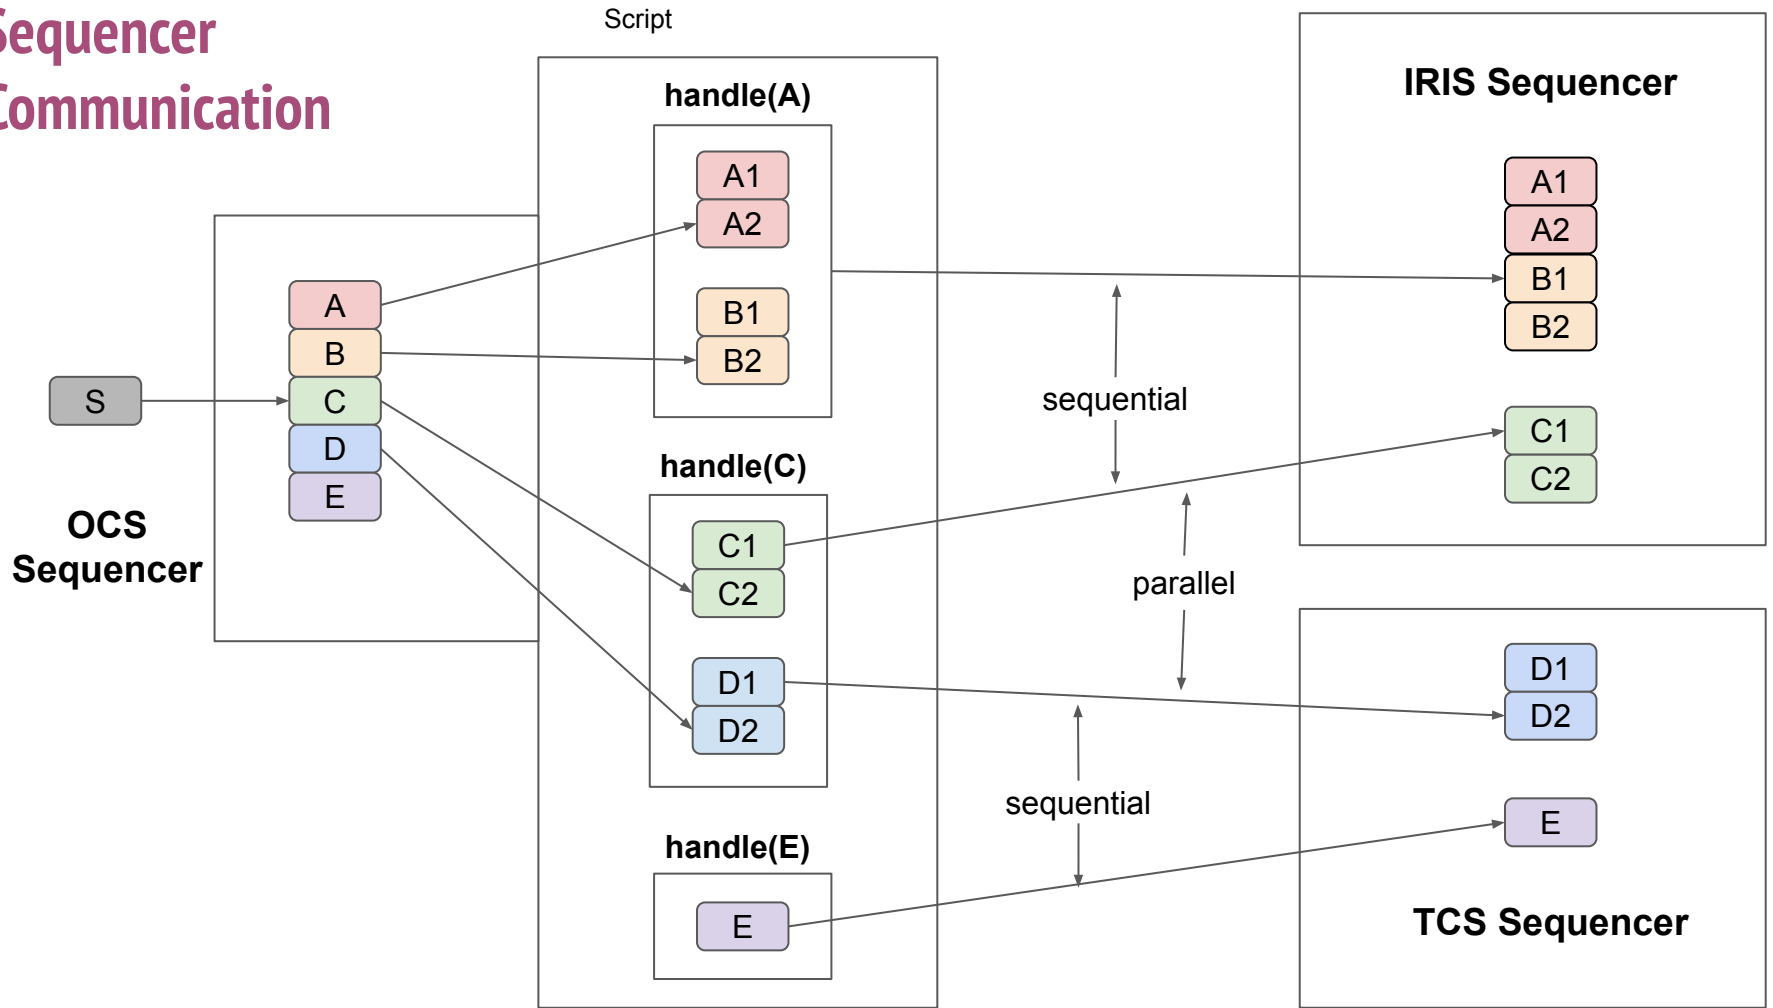 Sequencer
Communication
Script
S
A
B
C
D
E
OCS
Sequencer
handle(A)
A1
A2
B1
B2
handle(C)
C1
C2
D1
D2
handle(E)
E
sequential
parallel
sequential
IRIS Sequencer
A1
A2
B1
B2
C1
C2
D1
D2
E
TCS Sequencer